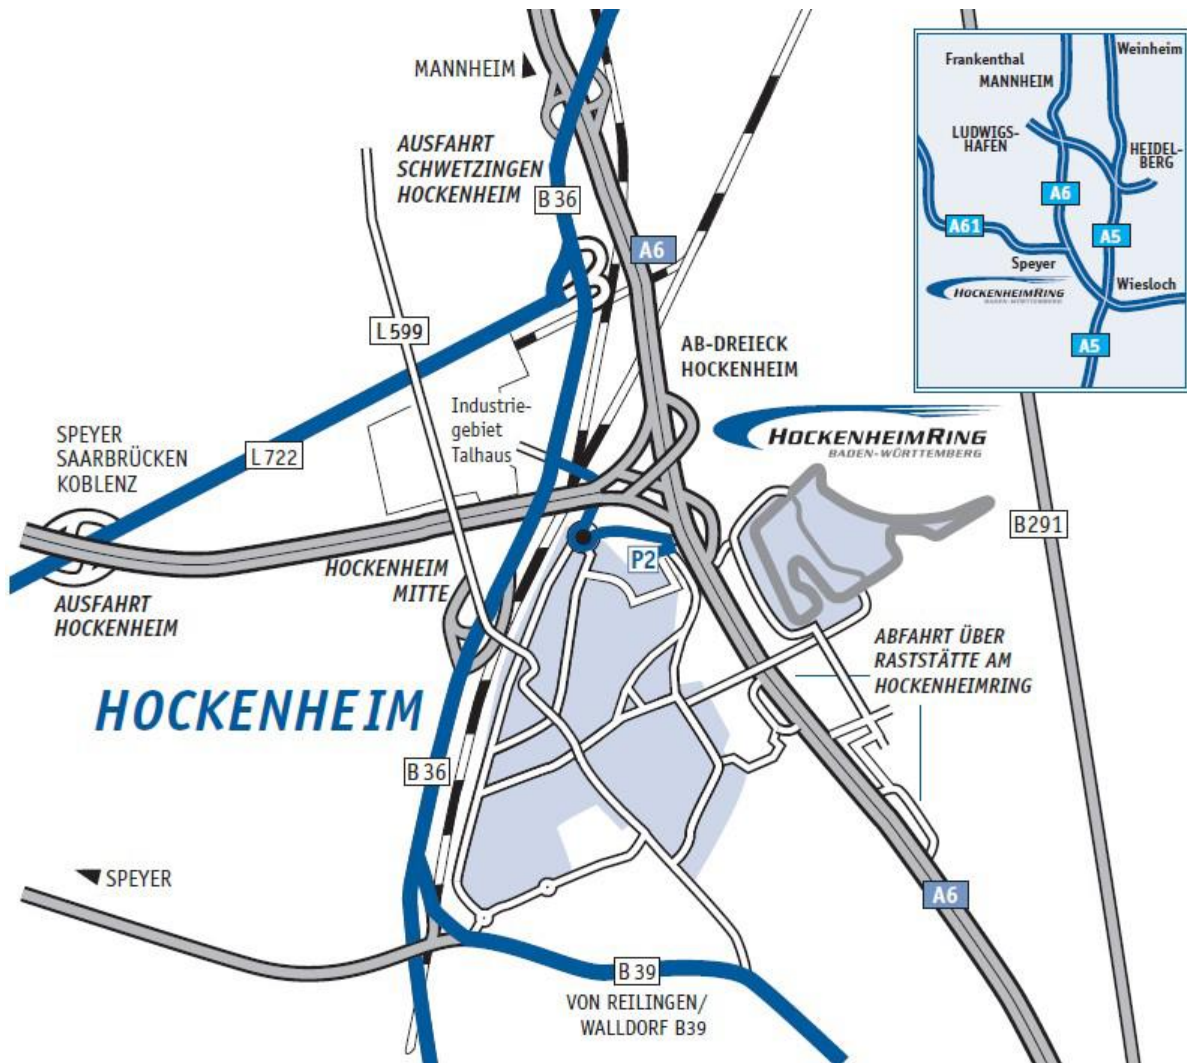 MANNHEIM
AUSFAHRT
SCHWETZINGEN
HOCKENHEIM
B 36
A6
L 599
AB-DREIECK
HOCKENHEIM
Industrie-
gebiet
Talhaus
SPEYER
SAARBRÜCKEN
KOBLENZ
L 722
HOCKENHEIMRING
BADEN-WÜRTTEMBERG
B291
P2
HOCKENHEIM
MITTE
AUSFAHRT
HOCKENHEIM
ABFAHRT ÜBER
RASTSTÄTTE AM
HOCKENHEIMRING
HOCKENHEIM
B 36
SPEYER
A6
B 39
VON REILINGEN/
WALLDORF B39
Weinheim
Frankenthal
MANNHEIM
LUDWIGS-
HAFEN
HEIDEL-
BERG
A6
A61
A5
Speyer
Wiesloch
HOCKENHEIMRING
BADEN-WÜRTTEMBERG
A5